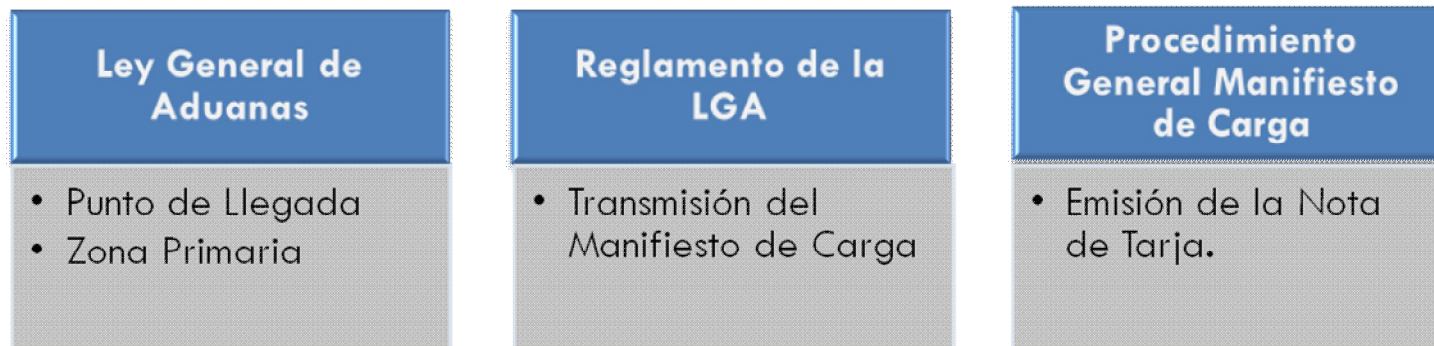 Ley General de
Aduanas
• Punto de Llegada
• Zona Primaria
Reglamento de la
LGA
• Transmisión del
Manifiesto de Carga
Procedimiento
General Manifiesto
de Carga
• Emisión de la Nota
de Tarja.